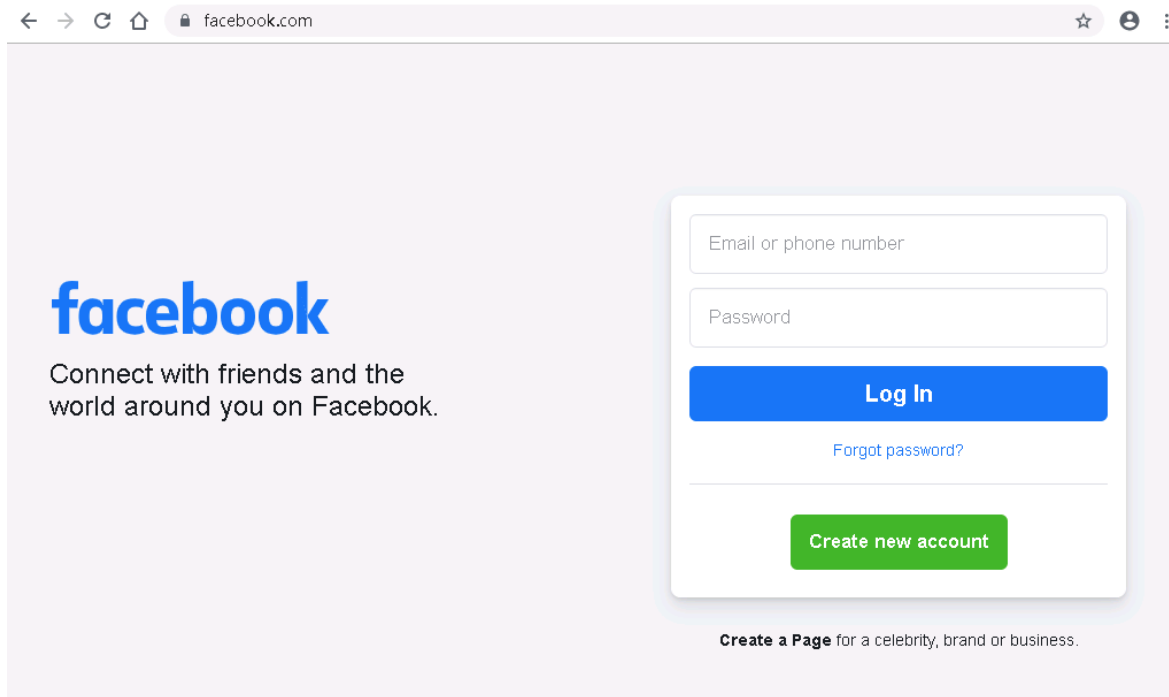 facebook.com
facebook
Connect with friends and the
world around you on Facebook.
Email or phone number
Password
Log In
Forgot password?
Create new account
Create a Page for a celebrity, brand or business.